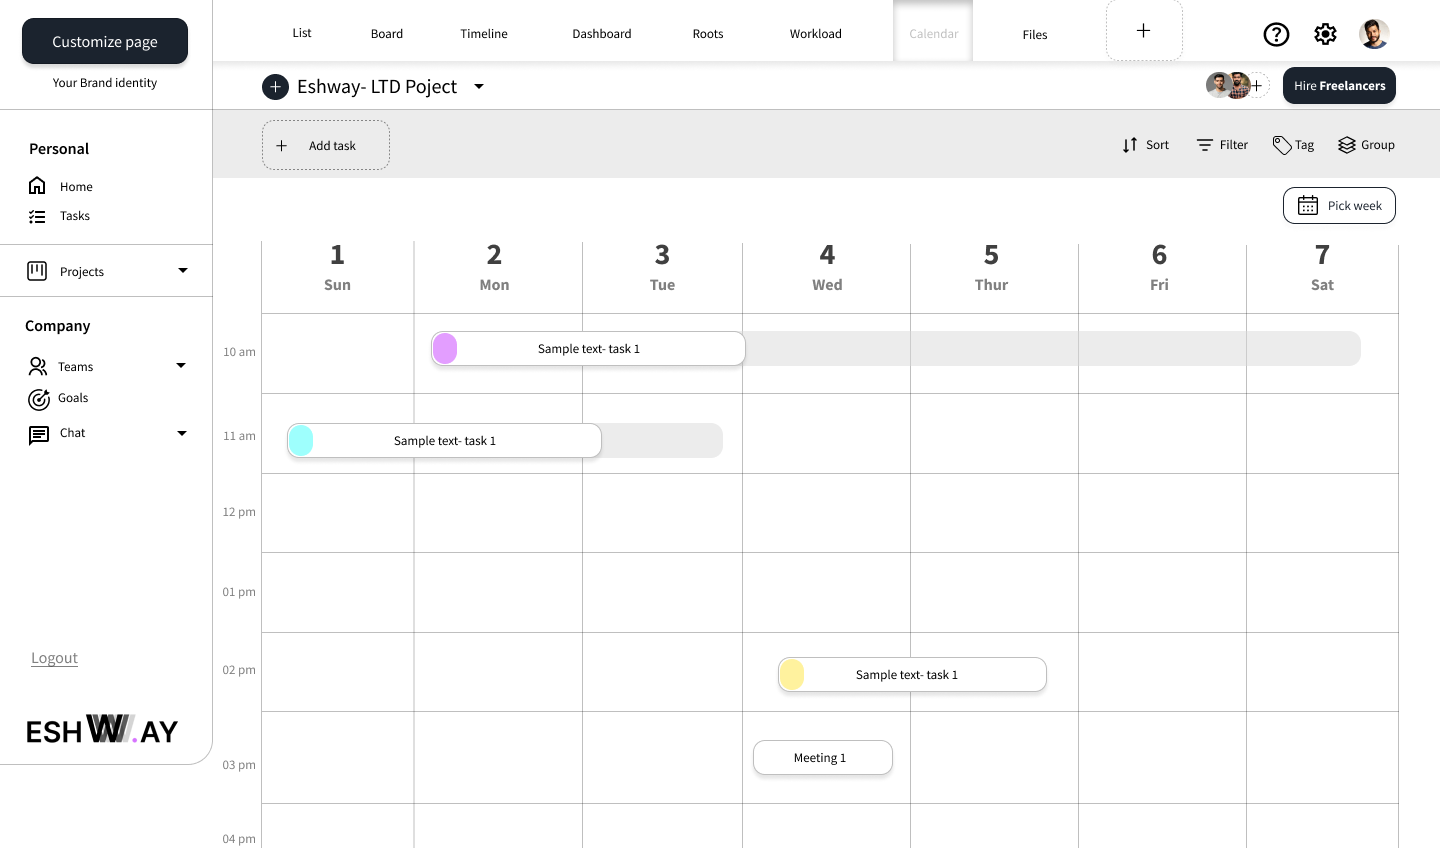 Customize page
Your Brand identity
List
Board
Timeline
Dashboard
Roots
Workload
Calendar
Files
Eshway- LTD Poject
Hire Freelancers
Add task
Sort
Filter
Tag
Group
Pick week
Personal
Home
Tasks
Projects
Company
Teams
Goals
Chat
Logout
ESHW.AY
1 2 3 4 5 6 7
Sun Mon Tue Wed Thur Fri Sat
10 am
Sample text- task 1
11 am
Sample text- task 1
12 pm
01 pm
02 pm
Sample text- task 1
03 pm
Meeting 1
04 pm